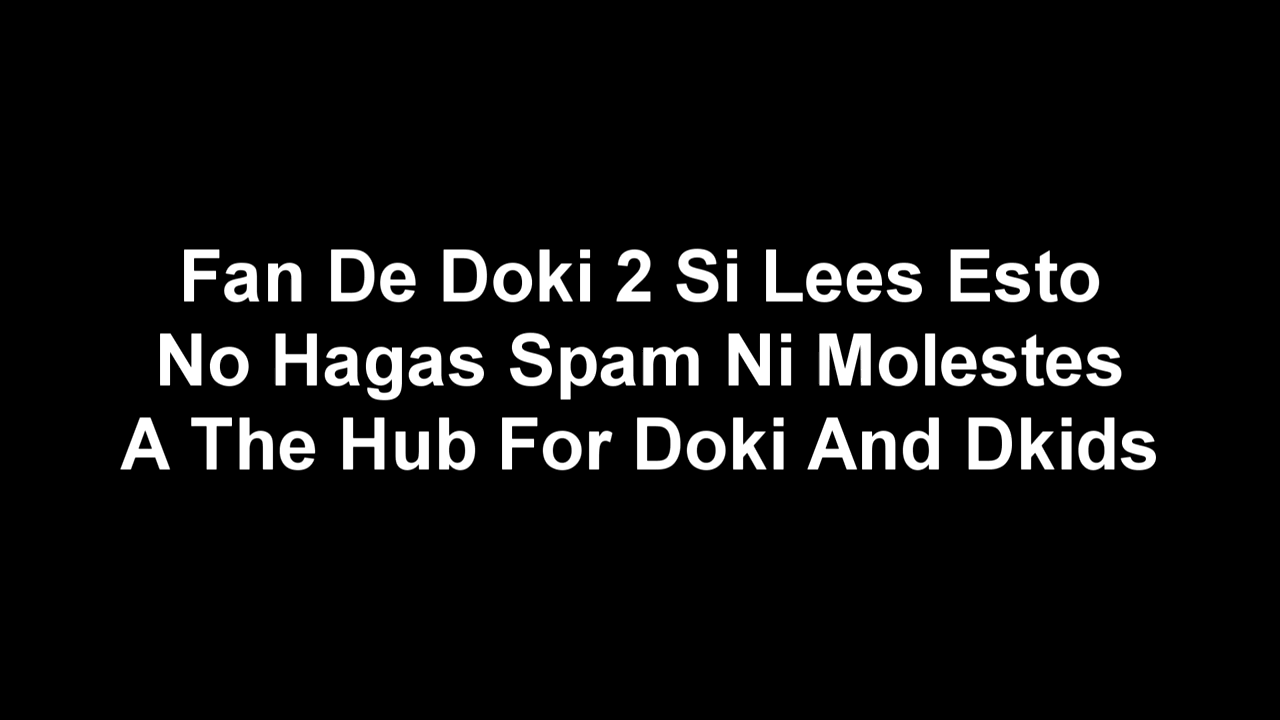 Fan De Doki 2 Si Lees Esto
No Hagas Spam Ni Molestes
A The Hub For Doki And Dkids